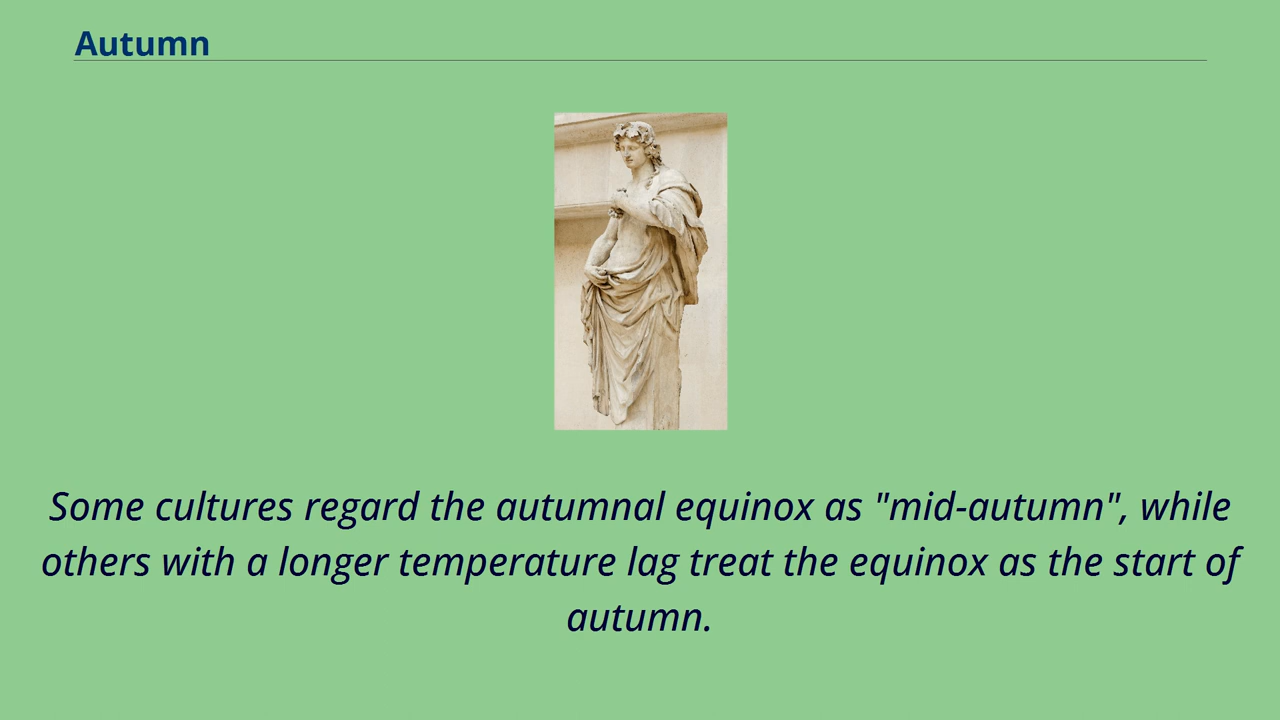 Autumn
Some cultures regard the autumnal equinox as "mid-autumn", while
others with a longer temperature lag treat the equinox as the start of
autumn.